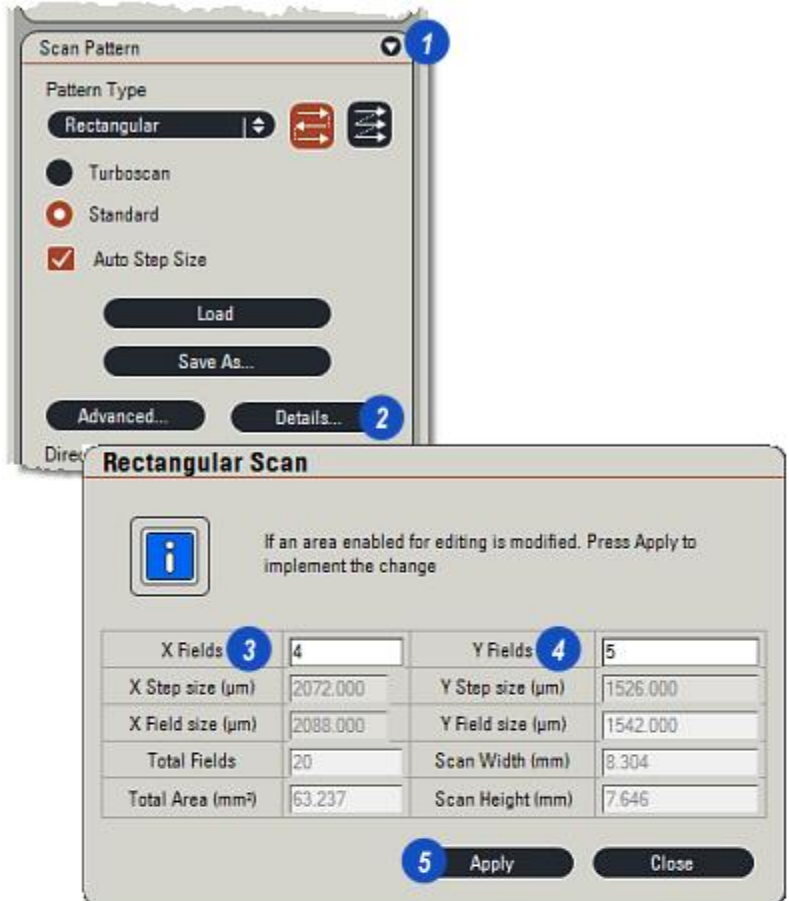 Scan Pattern
1
Pattern Type
Rectangular
Turboscan
Standard
Auto Step Size
Load
Save As...
Advanced...
Details...
2
Rectangular Scan
i
If an area enabled for editing is modified. Press Apply to
implement the change
X Fields 3 4 Y Fields 4 5
X Step size (µm) 2072.000 Y Step size (µm) 1526.000
X Field size (µm) 2088.000 Y Field size (µm) 1542.000
Total Fields 20 Scan Width (mm) 8.304
Total Area (mm²) 63.237 Scan Height (mm) 7.646
5 Apply Close